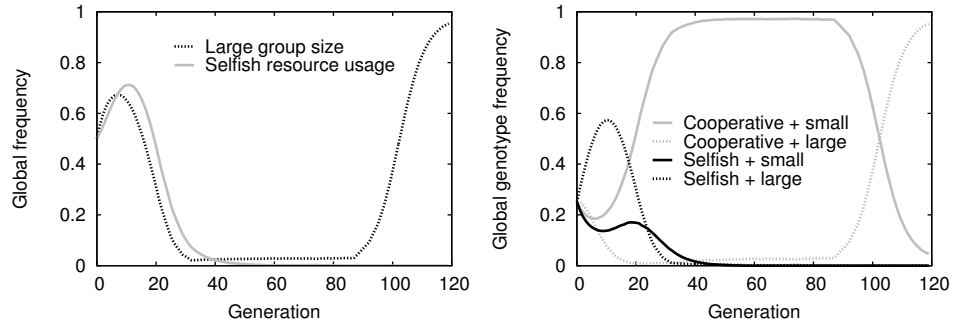 Large group size
Selfish resource usage
Global frequency
1
0.8
0.6
0.4
0.2
0
0 20 40 60 80 100 120
Generation
Cooperative + small
Cooperative + large
Selfish + small
Selfish + large
Global genotype frequency
1
0.8
0.6
0.4
0.2
0
0 20 40 60 80 100 120
Generation